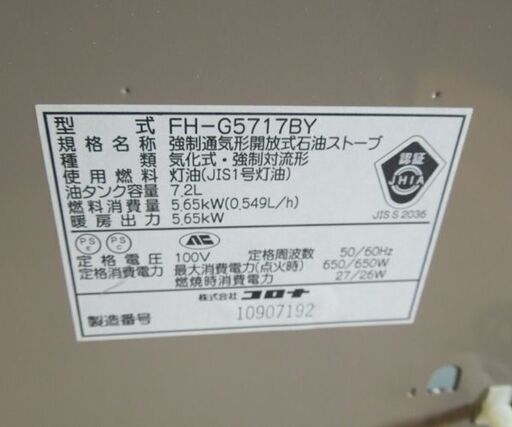 型式 FH-G5717BY
規格名称 強制通気形開放式石油ストーブ
種類 気化式・強制対流形
使用燃料 灯油(JIS1号灯油)
油タンク容量 7.2L
燃料消費量 5.65kW(0.549L/h)
暖房出力 5.65kW
認証
JHIA
JIS S 2036
PS E
PS C
定格電圧 100V 定格周波数 50/60Hz
定格消費電力 最大消費電力(点火時) 650/650W
燃焼時消費電力 27/26W
株式会社 コロナ
製造番号 10907192